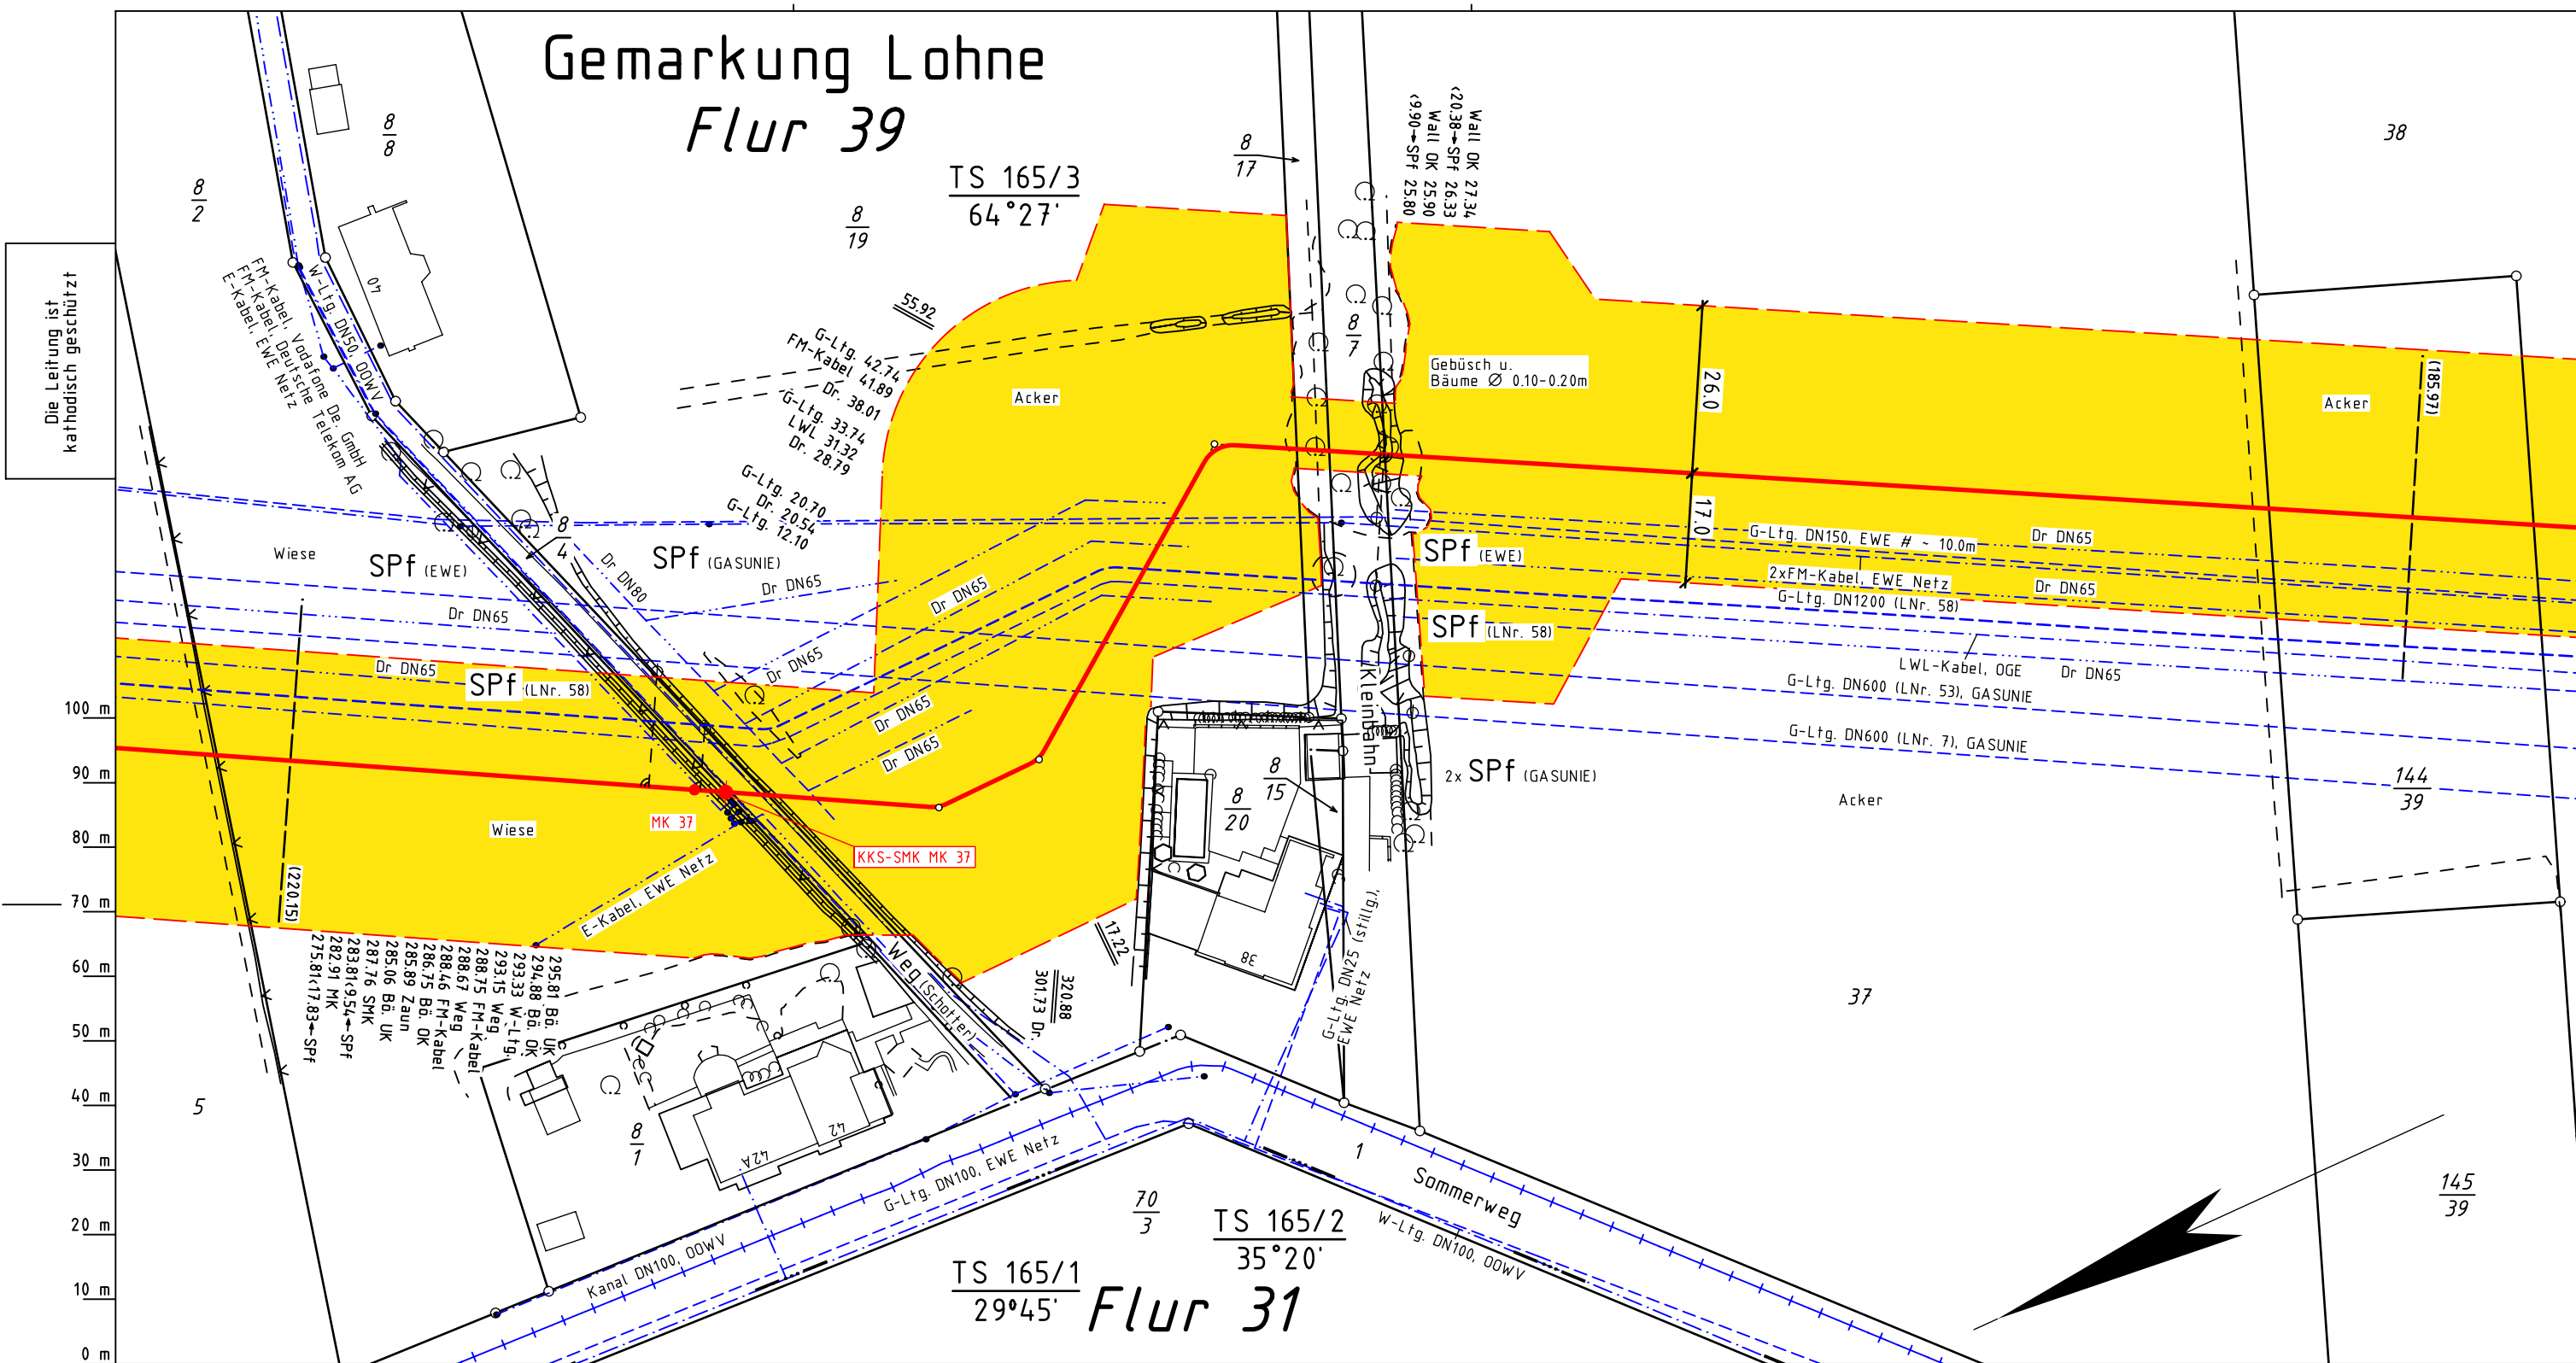 Gemarkung Lohne
Flur 39
TS 165/3
64°27'
8
2
8
8
8
19
8
17
38
Wall OK 27.34
<20.38→SPf 26.33
Wall OK 25.90
<9.90→SPf 25.80
Die Leitung ist
kathodisch geschützt
40
W-Ltg. DN50, OOWV
FM-Kabel, Vodafone De. GmbH
FM-Kabel, Deutsche Telekom AG
E-Kabel, EWE Netz
55.92
G-Ltg. 42.74
FM-Kabel 41.89
Dr. 38.01
G-Ltg. 33.74
LWL 31.32
Dr. 28.79
G-Ltg. 20.70
Dr. 20.54
G-Ltg. 12.10
Acker
8
7
Gebüsch u.
Bäume Ø 0.10-0.20m
26.0
17.0
Acker
(185.97)
8
4
Wiese
SPf (EWE)
SPf (GASUNIE)
Dr DN80
Dr DN65
Dr DN65
Dr DN65
Dr DN65
SPf (LNr. 58)
Dr DN65
Dr DN65
Dr DN65
SPf (EWE)
SPf (LNr. 58)
G-Ltg. DN150, EWE # ~ 10.0m
Dr DN65
2xFM-Kabel, EWE Netz
Dr DN65
G-Ltg. DN1200 (LNr. 58)
LWL-Kabel, OGE
Dr DN65
G-Ltg. DN600 (LNr. 53), GASUNIE
G-Ltg. DN600 (LNr. 7), GASUNIE
2x SPf (GASUNIE)
Kleinbahn
Acker
144
39
100 m
90 m
80 m
70 m
60 m
50 m
40 m
30 m
20 m
10 m
0 m
MK 37
KKS-SMK MK 37
Wiese
(220.15)
E-Kabel, EWE Netz
8
20
8
15
38
17.22
320.88
301.73 Dr.
295.81 Bö. UK
294.88 Bö. OK
293.33 W-Ltg.
293.15 Weg
288.75 FM-Kabel
288.67 Weg
288.46 FM-Kabel
286.75 Bö. OK
285.89 Zaun
285.06 Bö. UK
287.76 SMK
283.81<9.54→SPf
282.91 MK
275.81<17.83→SPf
Weg (Schotter)
G-Ltg. DN25 (stillg.),
EWE Netz
37
5
8
1
42
42A
G-Ltg. DN100, EWE Netz
Kanal DN100, OOWV
1
Sommerweg
W-Ltg. DN100, OOWV
70
3
TS 165/2
35°20'
TS 165/1
29°45'
Flur 31
145
39